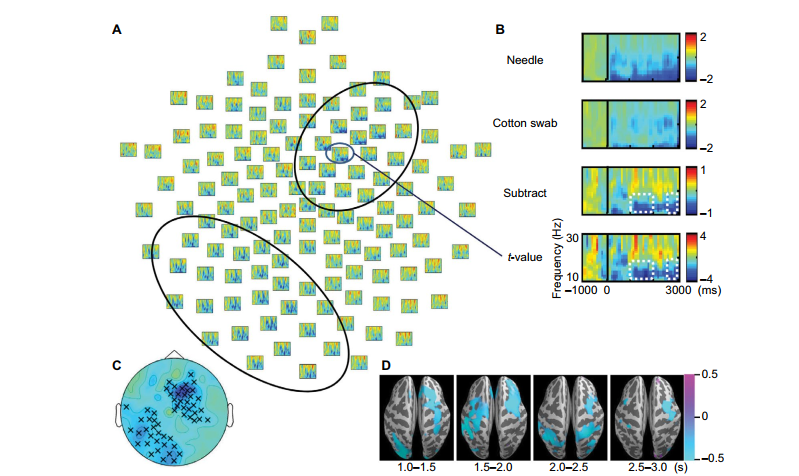 A
B
Needle
2
−2
Cotton swab
2
−2
Subtract
1
−1
t-value
Frequency (Hz)
30
10
4
−4
−1000 0 3000 (ms)
C
D
0.5
0
−0.5
1.0−1.5 1.5−2.0 2.0−2.5 2.5−3.0 (s)